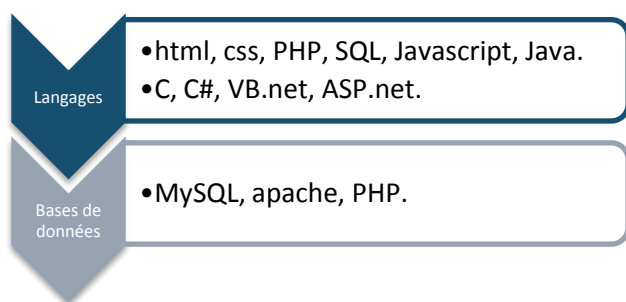 Langages
•html, css, PHP, SQL, Javascript, Java.
•C, C#, VB.net, ASP.net.
Bases de
données
•MySQL, apache, PHP.